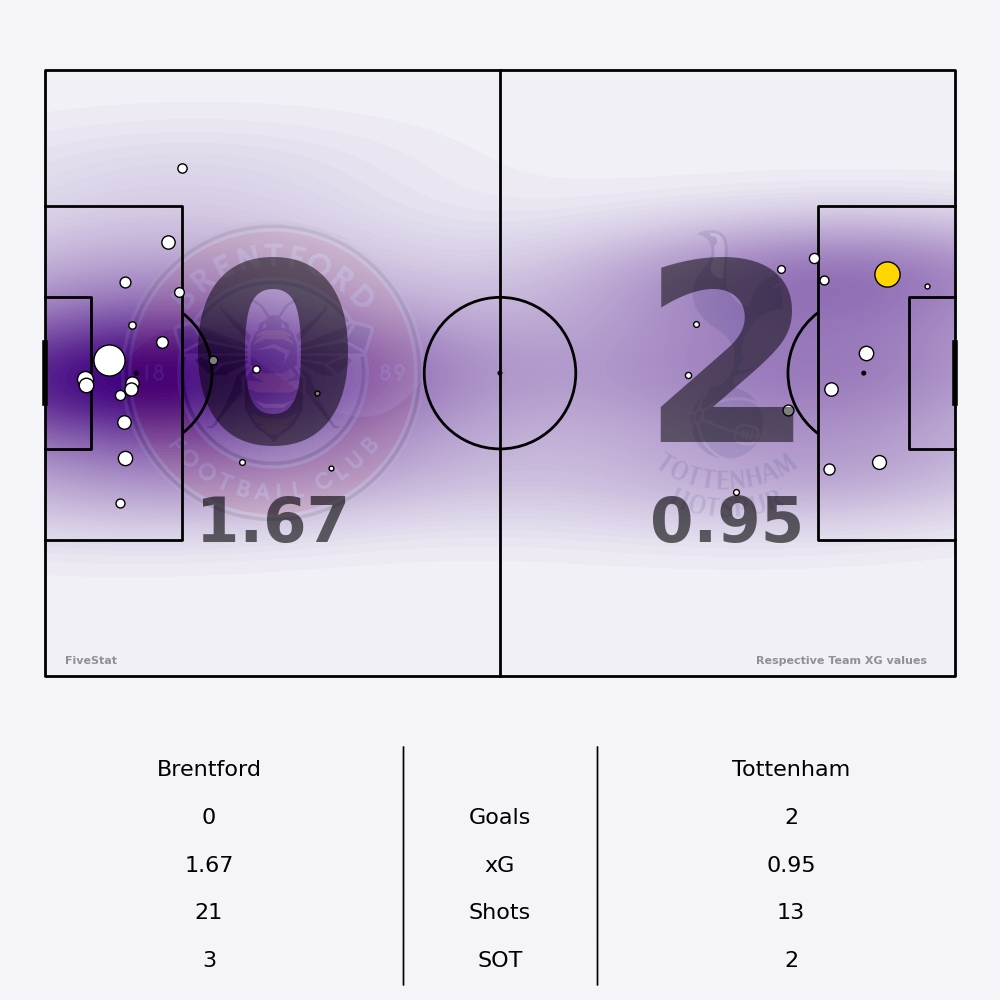 BRENTFORD
18 89
FOOTBALL CLUB
0
1.67
TOTTENHAM
HOTSPUR
2
0.95
FiveStat
Respective Team XG values
Brentford Tottenham
0 Goals 2
1.67 xG 0.95
21 Shots 13
3 SOT 2